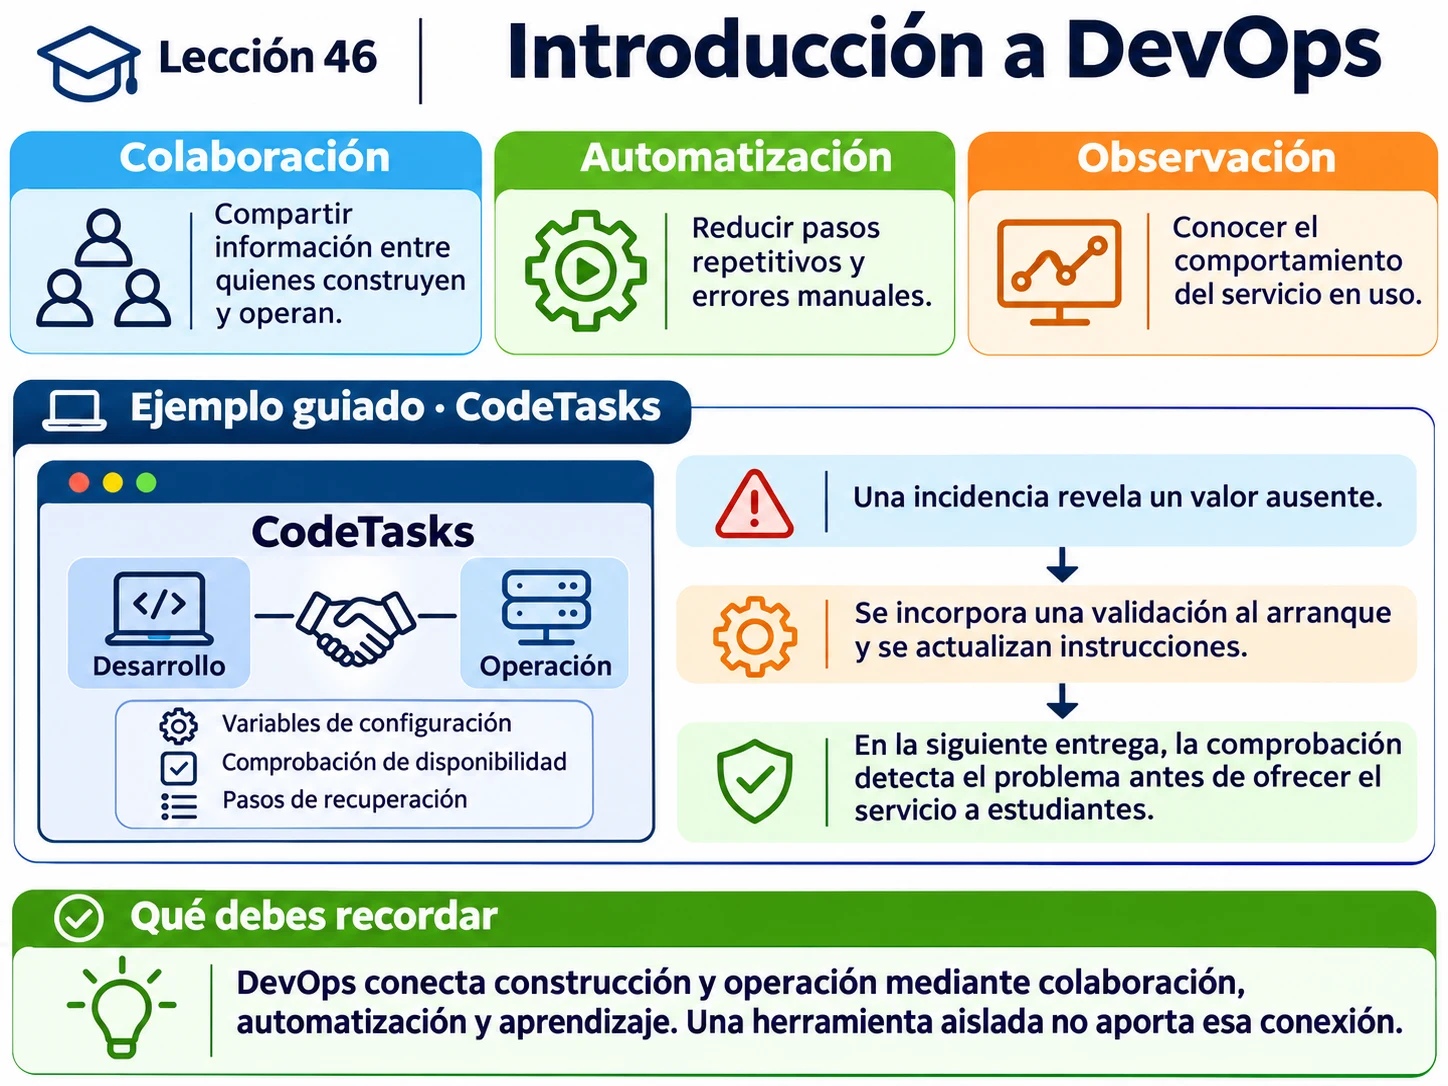 Lección 46
Introducción a DevOps
Colaboración
Compartir
información entre
quienes construyen
y operan.
Automatización
Reducir pasos
repetitivos y
errores manuales.
Observación
Conocer el
comportamiento
del servicio en uso.
Ejemplo guiado · CodeTasks
CodeTasks
</>
Desarrollo
Operación
Variables de configuración
Comprobación de disponibilidad
Pasos de recuperación
Una incidencia revela un valor ausente.
Se incorpora una validación al arranque
y se actualizan instrucciones.
En la siguiente entrega, la comprobación
detecta el problema antes de ofrecer el
servicio a estudiantes.
Qué debes recordar
DevOps conecta construcción y operación mediante colaboración,
automatización y aprendizaje. Una herramienta aislada no aporta esa conexión.